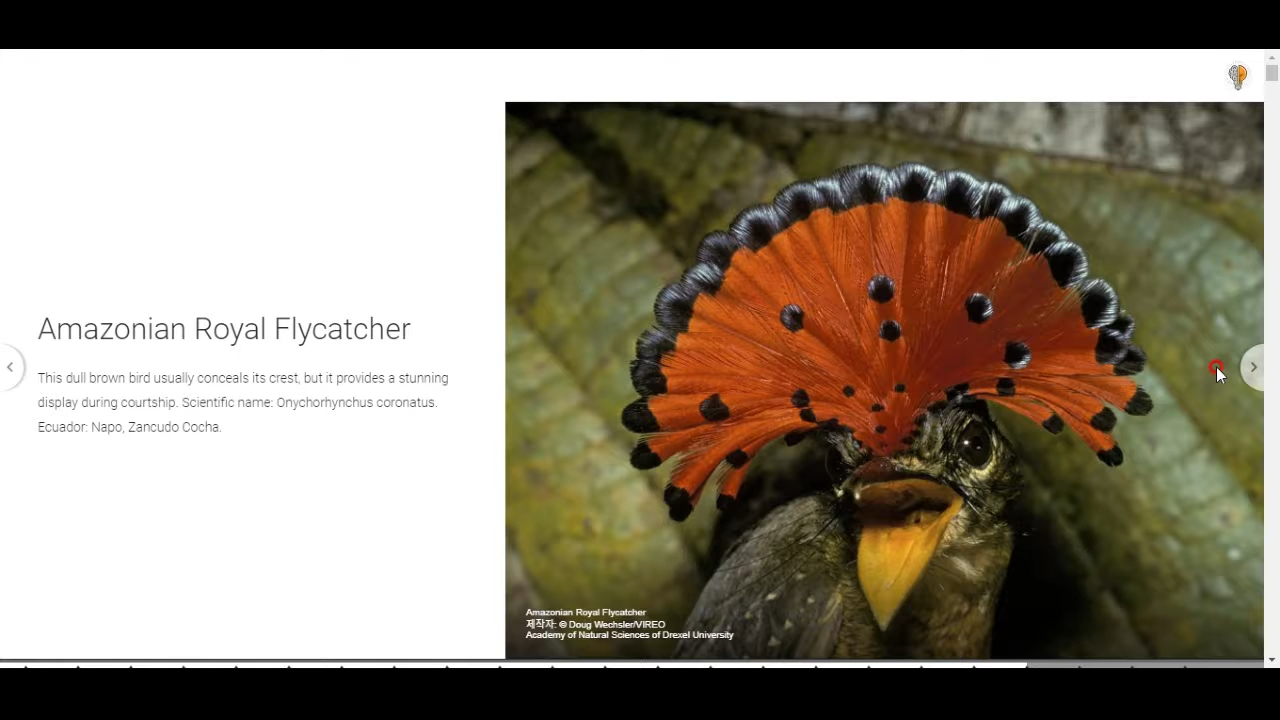 Amazonian Royal Flycatcher
This dull brown bird usually conceals its crest, but it provides a stunning
display during courtship. Scientific name: Onychorhynchus coronatus.
Ecuador: Napo, Zancudo Cocha.
Amazonian Royal Flycatcher
제작자: © Doug Wechsler/VIREO
Academy of Natural Sciences of Drexel University